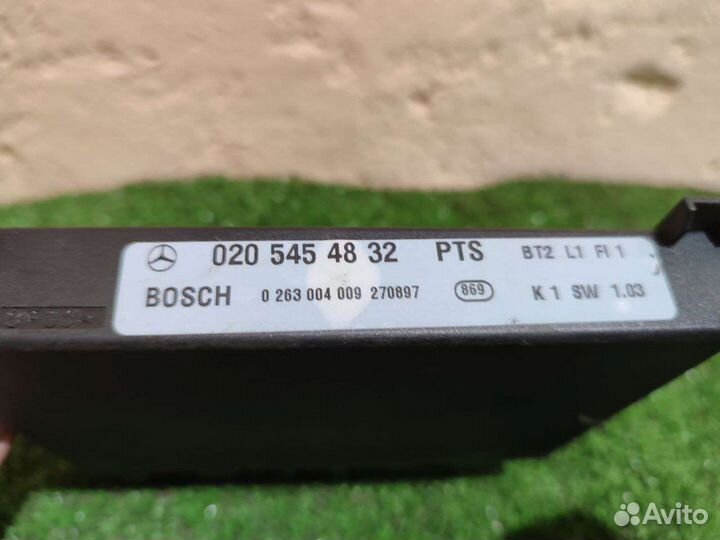 020 545 48 32 PTS BT2 L1 FI 1
BOSCH 0 263 004 009 270897 869 K 1 SW 1.03
Avito